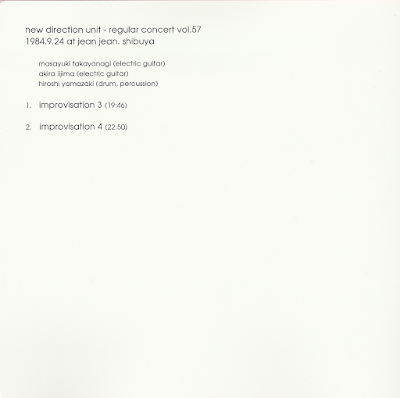 new direction unit - regular concert vol.57
1984.9.24 at jean jean. shibuya
masayuki takayanagi (electric guitar)
akira iijima (electric guitar)
hiroshi yamazaki (drum, percussion)
1. improvisation 3 (19:46)
2. improvisation 4 (22:50)